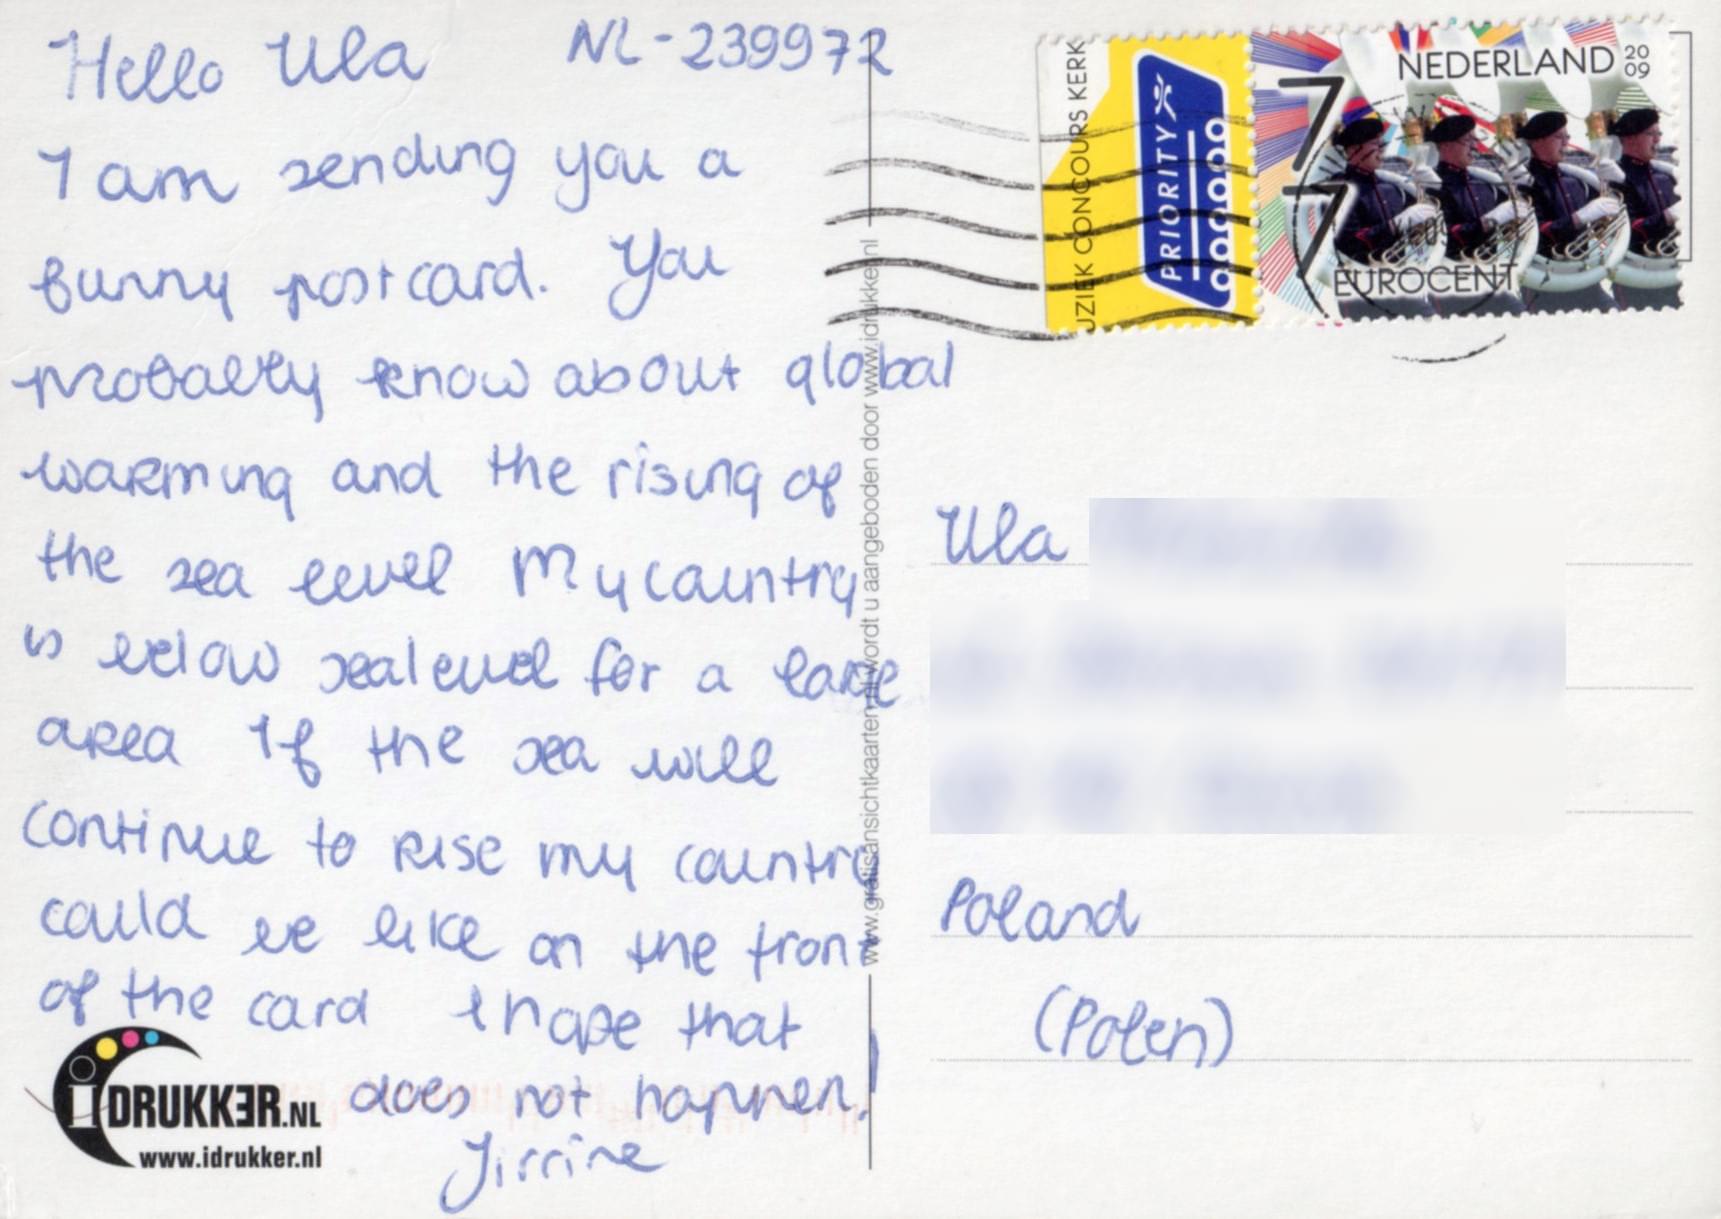 Hello Ula NL-239972
I am sending you a
funny postcard. You
probably know about global
warming and the rising of
the sea level My country
is below sealevel for a large
area If the sea will
continue to rise my country
could be like on the front
of the card I hope that
does not happen!
Jirrine
iDRUKKER.NL
www.idrukker.nl
www.gratisansichtkaarten.nl wordt u aangeboden door www.idrukker.nl
UZIEK CONCOURS KERK
PRIORITY
NEDERLAND 2009
77
EUROCENT
Ula
Poland
(Polen)